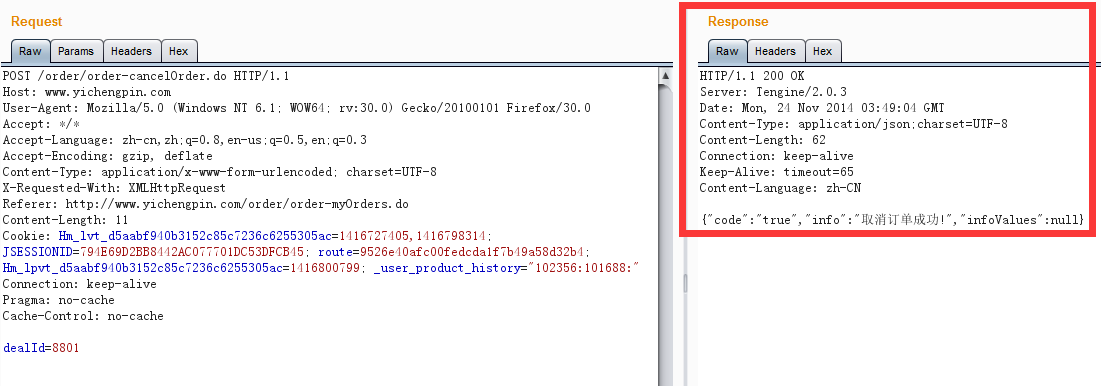 Request
Raw Params Headers Hex
POST /order/order-cancelOrder.do HTTP/1.1
Host: www.yichengpin.com
User-Agent: Mozilla/5.0 (Windows NT 6.1; WOW64; rv:30.0) Gecko/20100101 Firefox/30.0
Accept: */*
Accept-Language: zh-cn,zh;q=0.8,en-us;q=0.5,en;q=0.3
Accept-Encoding: gzip, deflate
Content-Type: application/x-www-form-urlencoded; charset=UTF-8
X-Requested-With: XMLHttpRequest
Referer: http://www.yichengpin.com/order/order-myOrders.do
Content-Length: 11
Cookie: Hm_lvt_d5aabf940b3152c85c7236c6255305ac=1416727405,1416798314;
JSESSIONID=794E69D2BB8442AC077701DC53DFCB45; route=9526e40afc00fedcda1f7b49a58d32b4;
Hm_lpvt_d5aabf940b3152c85c7236c6255305ac=1416800799; _user_product_history="102356:101688:"
Connection: keep-alive
Pragma: no-cache
Cache-Control: no-cache
dealId=8801
Response
Raw Headers Hex
HTTP/1.1 200 OK
Server: Tengine/2.0.3
Date: Mon, 24 Nov 2014 03:49:04 GMT
Content-Type: application/json;charset=UTF-8
Content-Length: 62
Connection: keep-alive
Keep-Alive: timeout=65
Content-Language: zh-CN
{"code":"true","info":"取消订单成功!","infoValues":null}